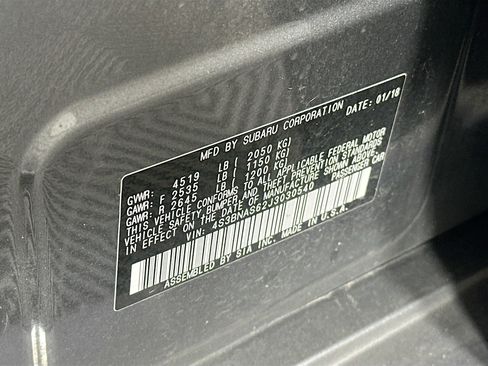 MFD BY SUBARU CORPORATION DATE: 01/18
GVWR: 4519 LB ( 2050 KG)
GAWR: F 2535 LB ( 1150 KG)
R 2645 LB ( 1200 KG)
THIS VEHICLE CONFORMS TO ALL APPLICABLE FEDERAL MOTOR
VEHICLE SAFETY, BUMPER AND THEFT PREVENTION STANDARDS
IN EFFECT ON THE DATE OF MANUFACTURE SHOWN ABOVE.
VIN: 4S3BNAS62J3030540 PASSENGER CAR
ASSEMBLED BY SIA INC. MADE IN U.S.A.